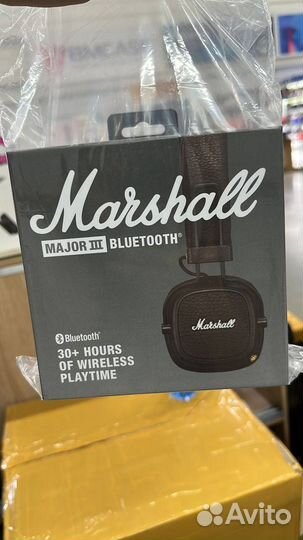 Marshall
MAJOR III BLUETOOTH®
Bluetooth®
30+ HOURS
OF WIRELESS
PLAYTIME
Marshall
Avito